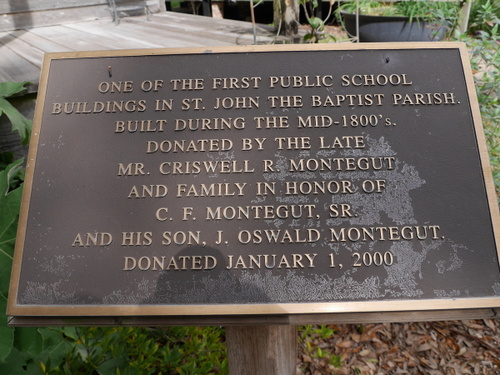 ONE OF THE FIRST PUBLIC SCHOOL
BUILDINGS IN ST. JOHN THE BAPTIST PARISH.
BUILT DURING THE MID-1800's.
DONATED BY THE LATE
MR. CRISWELL R. MONTEGUT
AND FAMILY IN HONOR OF
C. F. MONTEGUT, SR.
AND HIS SON, J. OSWALD MONTEGUT.
DONATED JANUARY 1, 2000